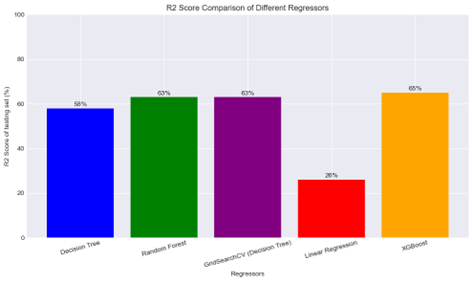 R2 Score Comparison of Different Regressors
R2 Score of testing set (%)
100
80
60
40
20
0
58%
63%
63%
26%
65%
Decision Tree
Random Forest
GridSearchCV (Decision Tree)
Linear Regression
XGBoost
Regressors